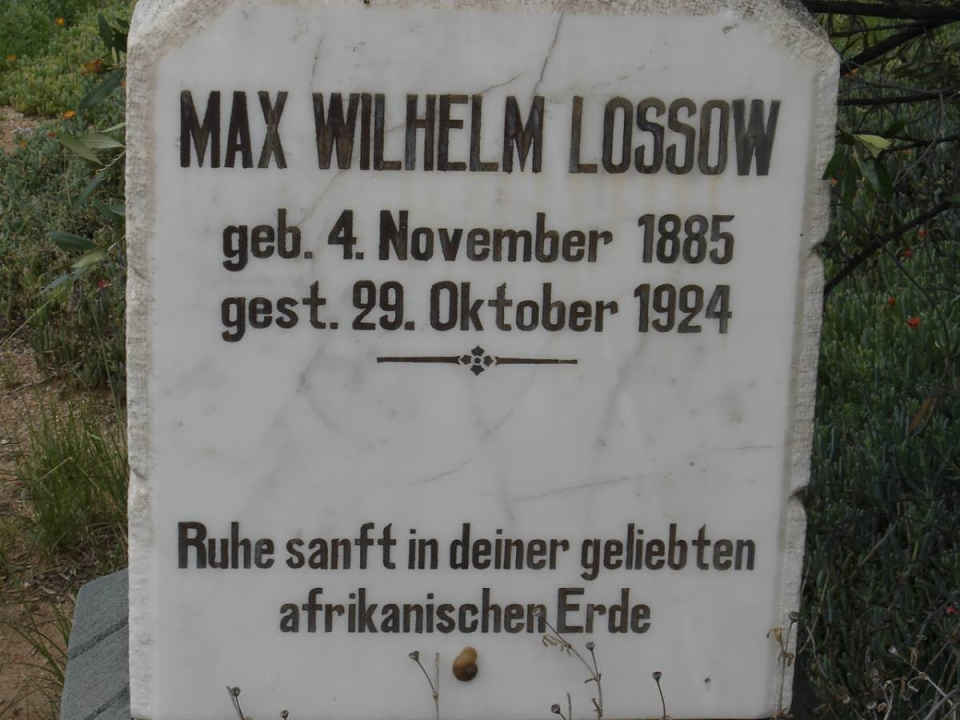 MAX WILHELM LOSSOW
geb. 4. November 1885
gest. 29. Oktober 1924
Ruhe sanft in deiner geliebten
afrikanischen Erde